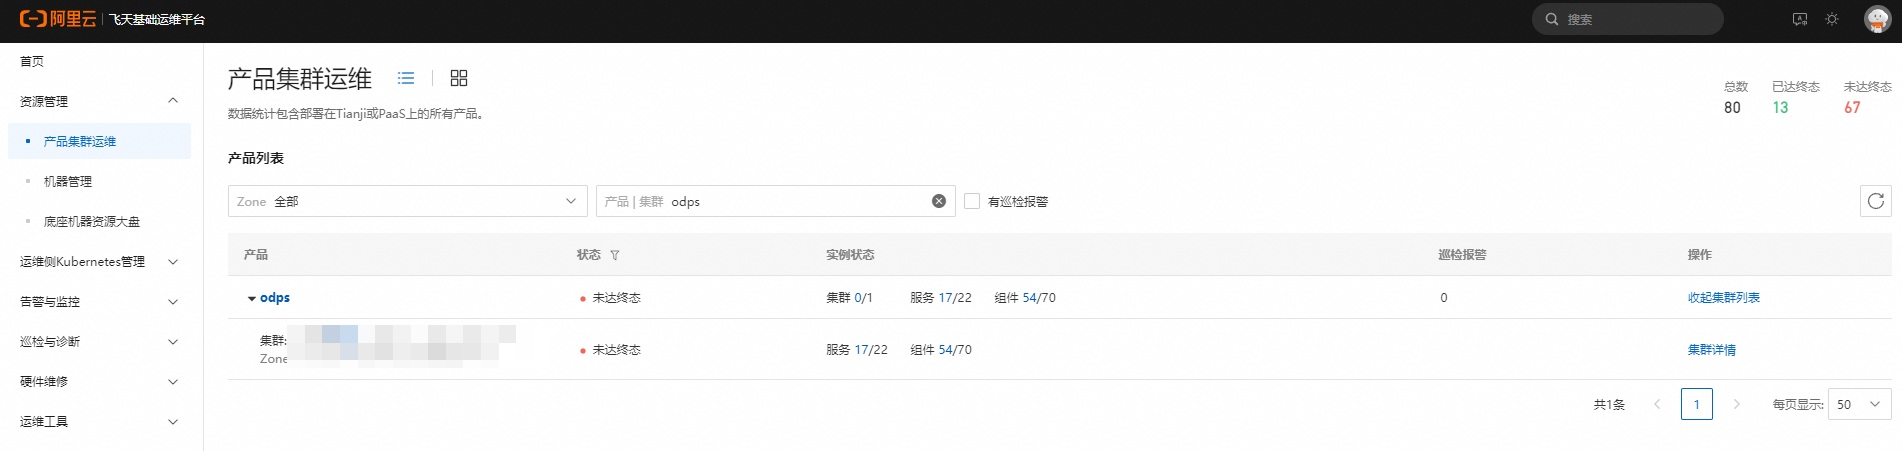 阿里云 飞天基础运维平台 搜索
首页
资源管理
产品集群运维
机器管理
底座机器资源大盘
运维侧Kubernetes管理
告警与监控
巡检与诊断
硬件维修
运维工具
产品集群运维
数据统计包含部署在Tianji或PaaS上的所有产品。
总数 已达终态 未达终态
80 13 67
产品列表
Zone 全部 产品 | 集群 odps 有巡检报警
产品 状态 实例状态 巡检报警 操作
odps 未达终态 集群 0/1 服务 17/22 组件 54/70 0 收起集群列表
集群:
Zone
未达终态 服务 17/22 组件 54/70 集群详情
共1条 1 每页显示: 50